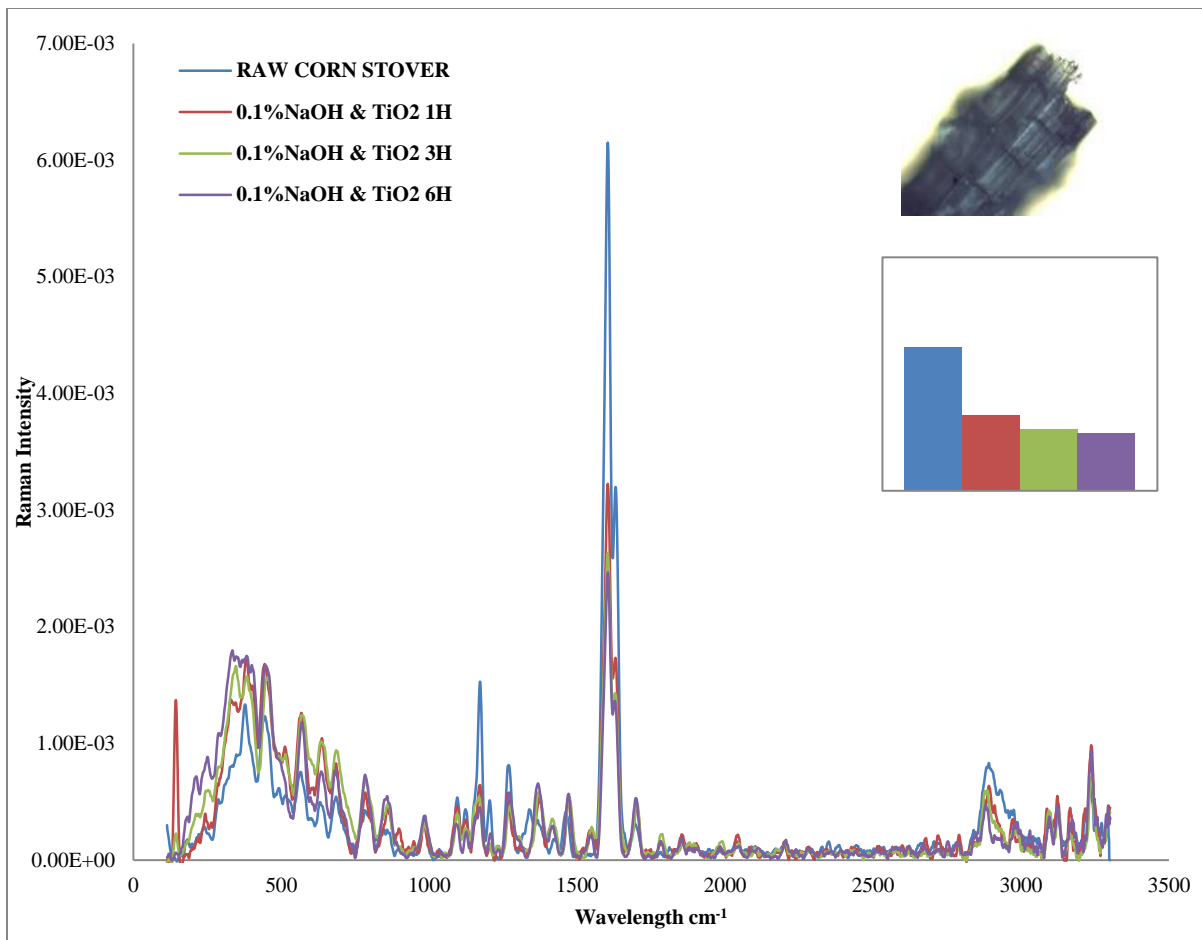 7.00E-03
6.00E-03
5.00E-03
4.00E-03
3.00E-03
2.00E-03
1.00E-03
0.00E+00
Raman Intensity
RAW CORN STOVER
0.1%NaOH & TiO2 1H
0.1%NaOH & TiO2 3H
0.1%NaOH & TiO2 6H
0 500 1000 1500 2000 2500 3000 3500
Wavelength cm⁻¹